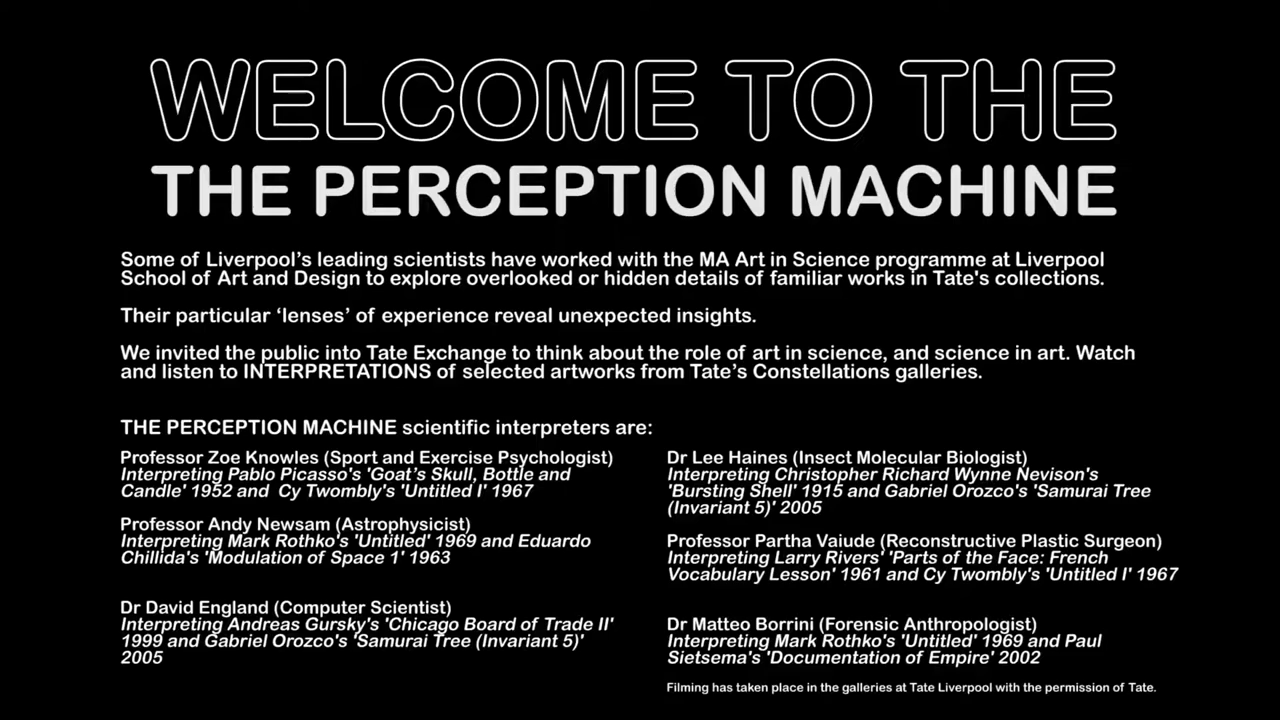 WELCOME TO THE
THE PERCEPTION MACHINE
Some of Liverpool’s leading scientists have worked with the MA Art in Science programme at Liverpool
School of Art and Design to explore overlooked or hidden details of familiar works in Tate's collections.
Their particular ‘lenses’ of experience reveal unexpected insights.
We invited the public into Tate Exchange to think about the role of art in science, and science in art. Watch
and listen to INTERPRETATIONS of selected artworks from Tate’s Constellations galleries.
THE PERCEPTION MACHINE scientific interpreters are:
Professor Zoe Knowles (Sport and Exercise Psychologist)
Interpreting Pablo Picasso's 'Goat’s Skull, Bottle and
Candle' 1952 and Cy Twombly's 'Untitled I' 1967
Professor Andy Newsam (Astrophysicist)
Interpreting Mark Rothko's 'Untitled' 1969 and Eduardo
Chillida's 'Modulation of Space 1' 1963
Dr David England (Computer Scientist)
Interpreting Andreas Gursky's 'Chicago Board of Trade II'
1999 and Gabriel Orozco's 'Samurai Tree (Invariant 5)'
2005
Dr Lee Haines (Insect Molecular Biologist)
Interpreting Christopher Richard Wynne Nevison's
'Bursting Shell' 1915 and Gabriel Orozco's 'Samurai Tree
(Invariant 5)' 2005
Professor Partha Vaiude (Reconstructive Plastic Surgeon)
Interpreting Larry Rivers' 'Parts of the Face: French
Vocabulary Lesson' 1961 and Cy Twombly's 'Untitled I' 1967
Dr Matteo Borrini (Forensic Anthropologist)
Interpreting Mark Rothko's 'Untitled' 1969 and Paul
Sietsema's 'Documentation of Empire' 2002
Filming has taken place in the galleries at Tate Liverpool with the permission of Tate.